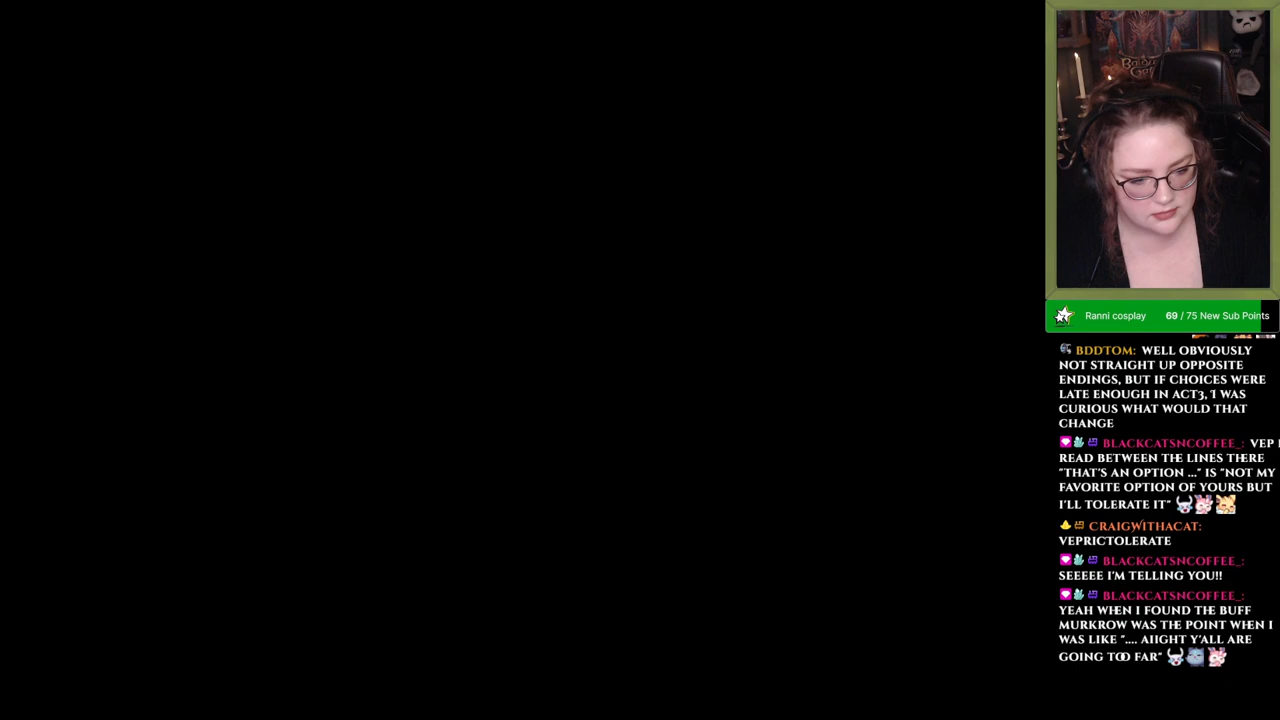 Baldur's
Gate
Ranni cosplay 69 / 75 New Sub Points
BDDTOM: WELL OBVIOUSLY
NOT STRAIGHT UP OPPOSITE
ENDINGS, BUT IF CHOICES WERE
LATE ENOUGH IN ACT3, I WAS
CURIOUS WHAT WOULD THAT
CHANGE
BLACKCATSNCOFFEE_: VEP I
READ BETWEEN THE LINES THERE
"THAT'S AN OPTION ..." IS "NOT MY
FAVORITE OPTION OF YOURS BUT
I'LL TOLERATE IT"
CRAIGWITHACAT:
VEPRICTOLERATE
BLACKCATSNCOFFEE_:
SEEEEE I'M TELLING YOU!!
BLACKCATSNCOFFEE_:
YEAH WHEN I FOUND THE BUFF
MURKROW WAS THE POINT WHEN I
WAS LIKE ".... AIIGHT Y'ALL ARE
GOING TOO FAR"